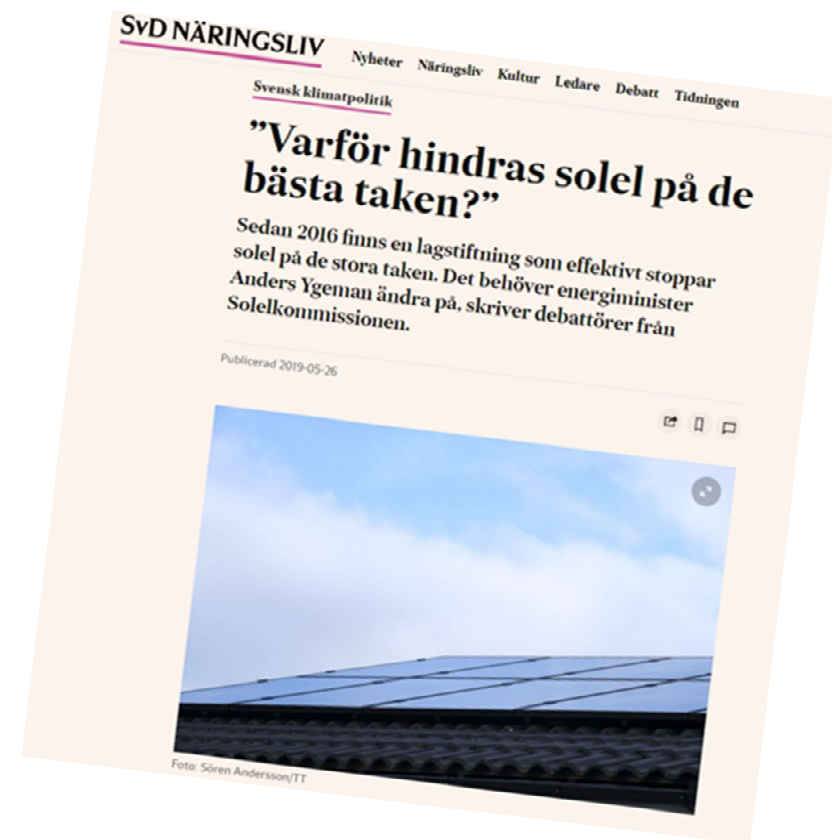 SvD NÄRINGSLIV
Nyheter Näringsliv Kultur Ledare Debatt Tidningen
Svensk klimatpolitik
”Varför hindras solel på de
bästa taken?”
Sedan 2016 finns en lagstiftning som effektivt stoppar
solel på de stora taken. Det behöver energiminister
Anders Ygeman ändra på, skriver debattörer från
Solelkommissionen.
Publicerad 2019-05-26
Foto: Sören Andersson/TT